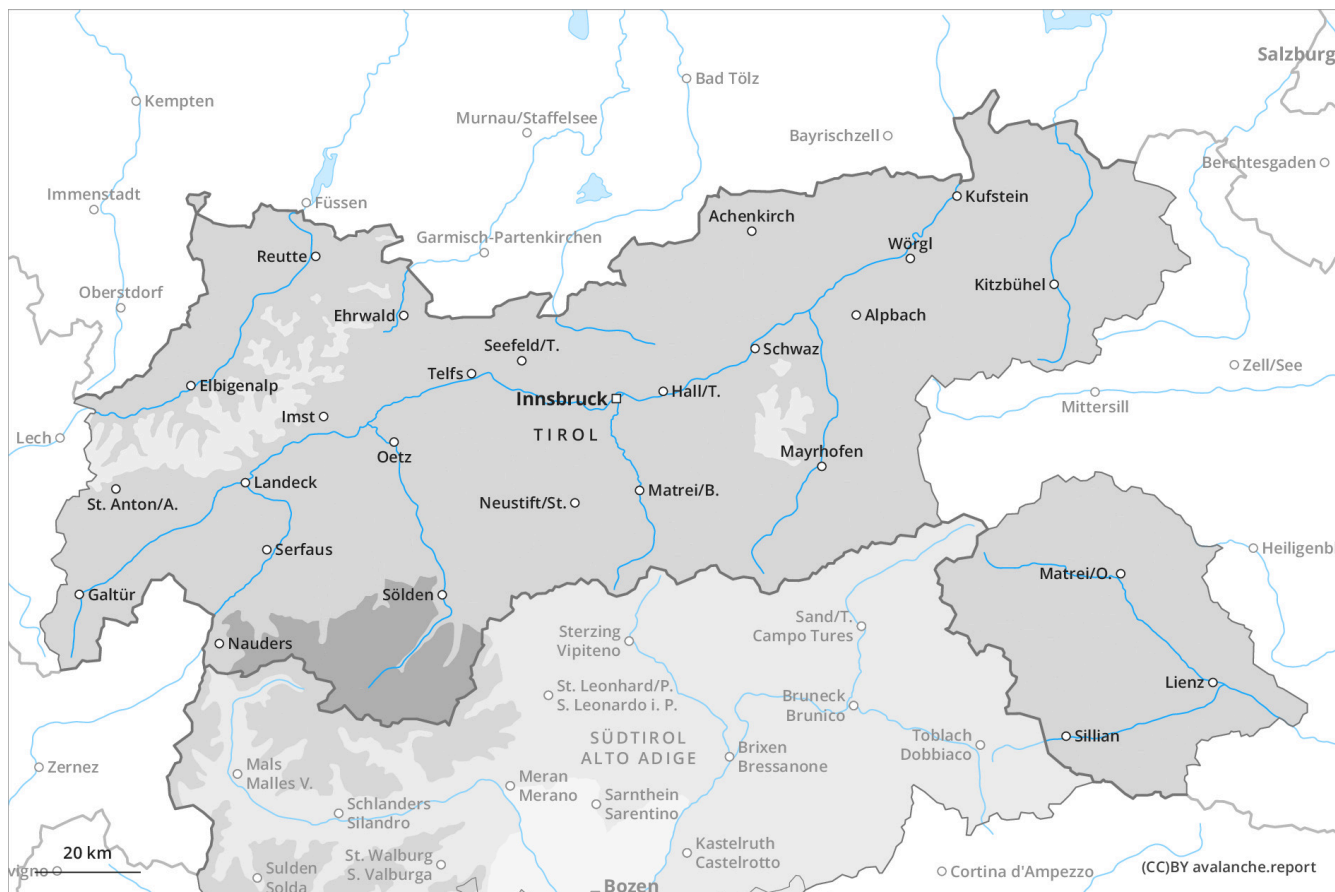 Salzburg
Bad Tölz
Kempten
Murnau/Staffelsee
Bayrischzell
Berchtesgaden
Immenstadt
Füssen
Kufstein
Achenkirch
Garmisch-Partenkirchen
Wörgl
Reutte
Kitzbühel
Oberstdorf
Ehrwald
Alpbach
Seefeld/T.
Schwaz
Zell/See
Telfs
Elbigenalp
Innsbruck
Hall/T.
Mittersill
Imst
Lech
TIROL
Oetz
Mayrhofen
Landeck
St. Anton/A.
Neustift/St.
Matrei/B.
Serfaus
Heiligenb
Matrei/O.
Galtür
Sölden
Sand/T.
Campo Tures
Sterzing
Vipiteno
Nauders
Lienz
St. Leonhard/P.
S. Leonardo i. P.
Bruneck
Brunico
Sillian
SÜDTIROL
ALTO ADIGE
Toblach
Dobbiaco
Brixen
Bressanone
Zernez
Mals
Malles V.
Meran
Merano
Sarnthein
Sarentino
Schlanders
Silandro
20 km
Kastelruth
Castelrotto
St. Walburg
S. Valburga
vigno
Sulden
Solda
Cortina d'Ampezzo
(CC)BY avalanche.report
Bozen